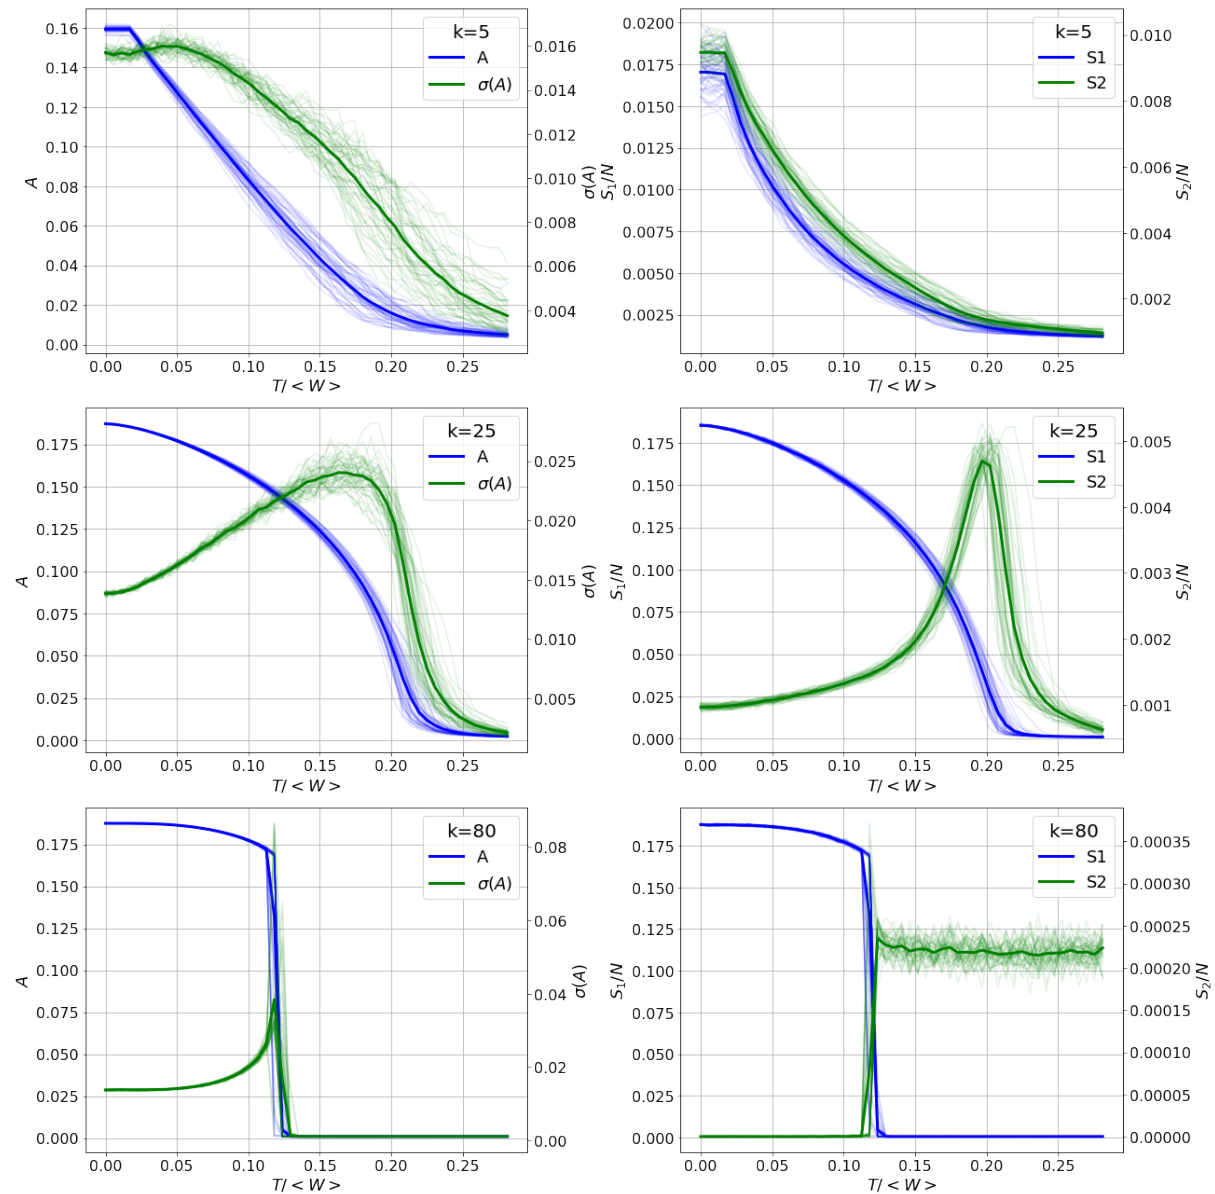 k=5
A
σ(A)
0.16
0.14
0.12
0.10
0.08
0.06
0.04
0.02
0.00
A
0.016
0.014
0.012
0.010
0.008
0.006
0.004
σ(A)
0.00 0.05 0.10 0.15 0.20 0.25
T/<W>
k=5
S1
S2
0.0200
0.0175
0.0150
0.0125
0.0100
0.0075
0.0050
0.0025
S₁/N
0.010
0.008
0.006
0.004
0.002
S₂/N
0.00 0.05 0.10 0.15 0.20 0.25
T/<W>
k=25
A
σ(A)
0.175
0.150
0.125
0.100
0.075
0.050
0.025
0.000
A
0.025
0.020
0.015
0.010
0.005
σ(A)
0.00 0.05 0.10 0.15 0.20 0.25
T/<W>
k=25
S1
S2
0.175
0.150
0.125
0.100
0.075
0.050
0.025
0.000
S₁/N
0.005
0.004
0.003
0.002
0.001
S₂/N
0.00 0.05 0.10 0.15 0.20 0.25
T/<W>
k=80
A
σ(A)
0.175
0.150
0.125
0.100
0.075
0.050
0.025
0.000
A
0.08
0.06
0.04
0.02
0.00
σ(A)
0.00 0.05 0.10 0.15 0.20 0.25
T/<W>
k=80
S1
S2
0.175
0.150
0.125
0.100
0.075
0.050
0.025
0.000
S₁/N
0.00035
0.00030
0.00025
0.00020
0.00015
0.00010
0.00005
0.00000
S₂/N
0.00 0.05 0.10 0.15 0.20 0.25
T/<W>